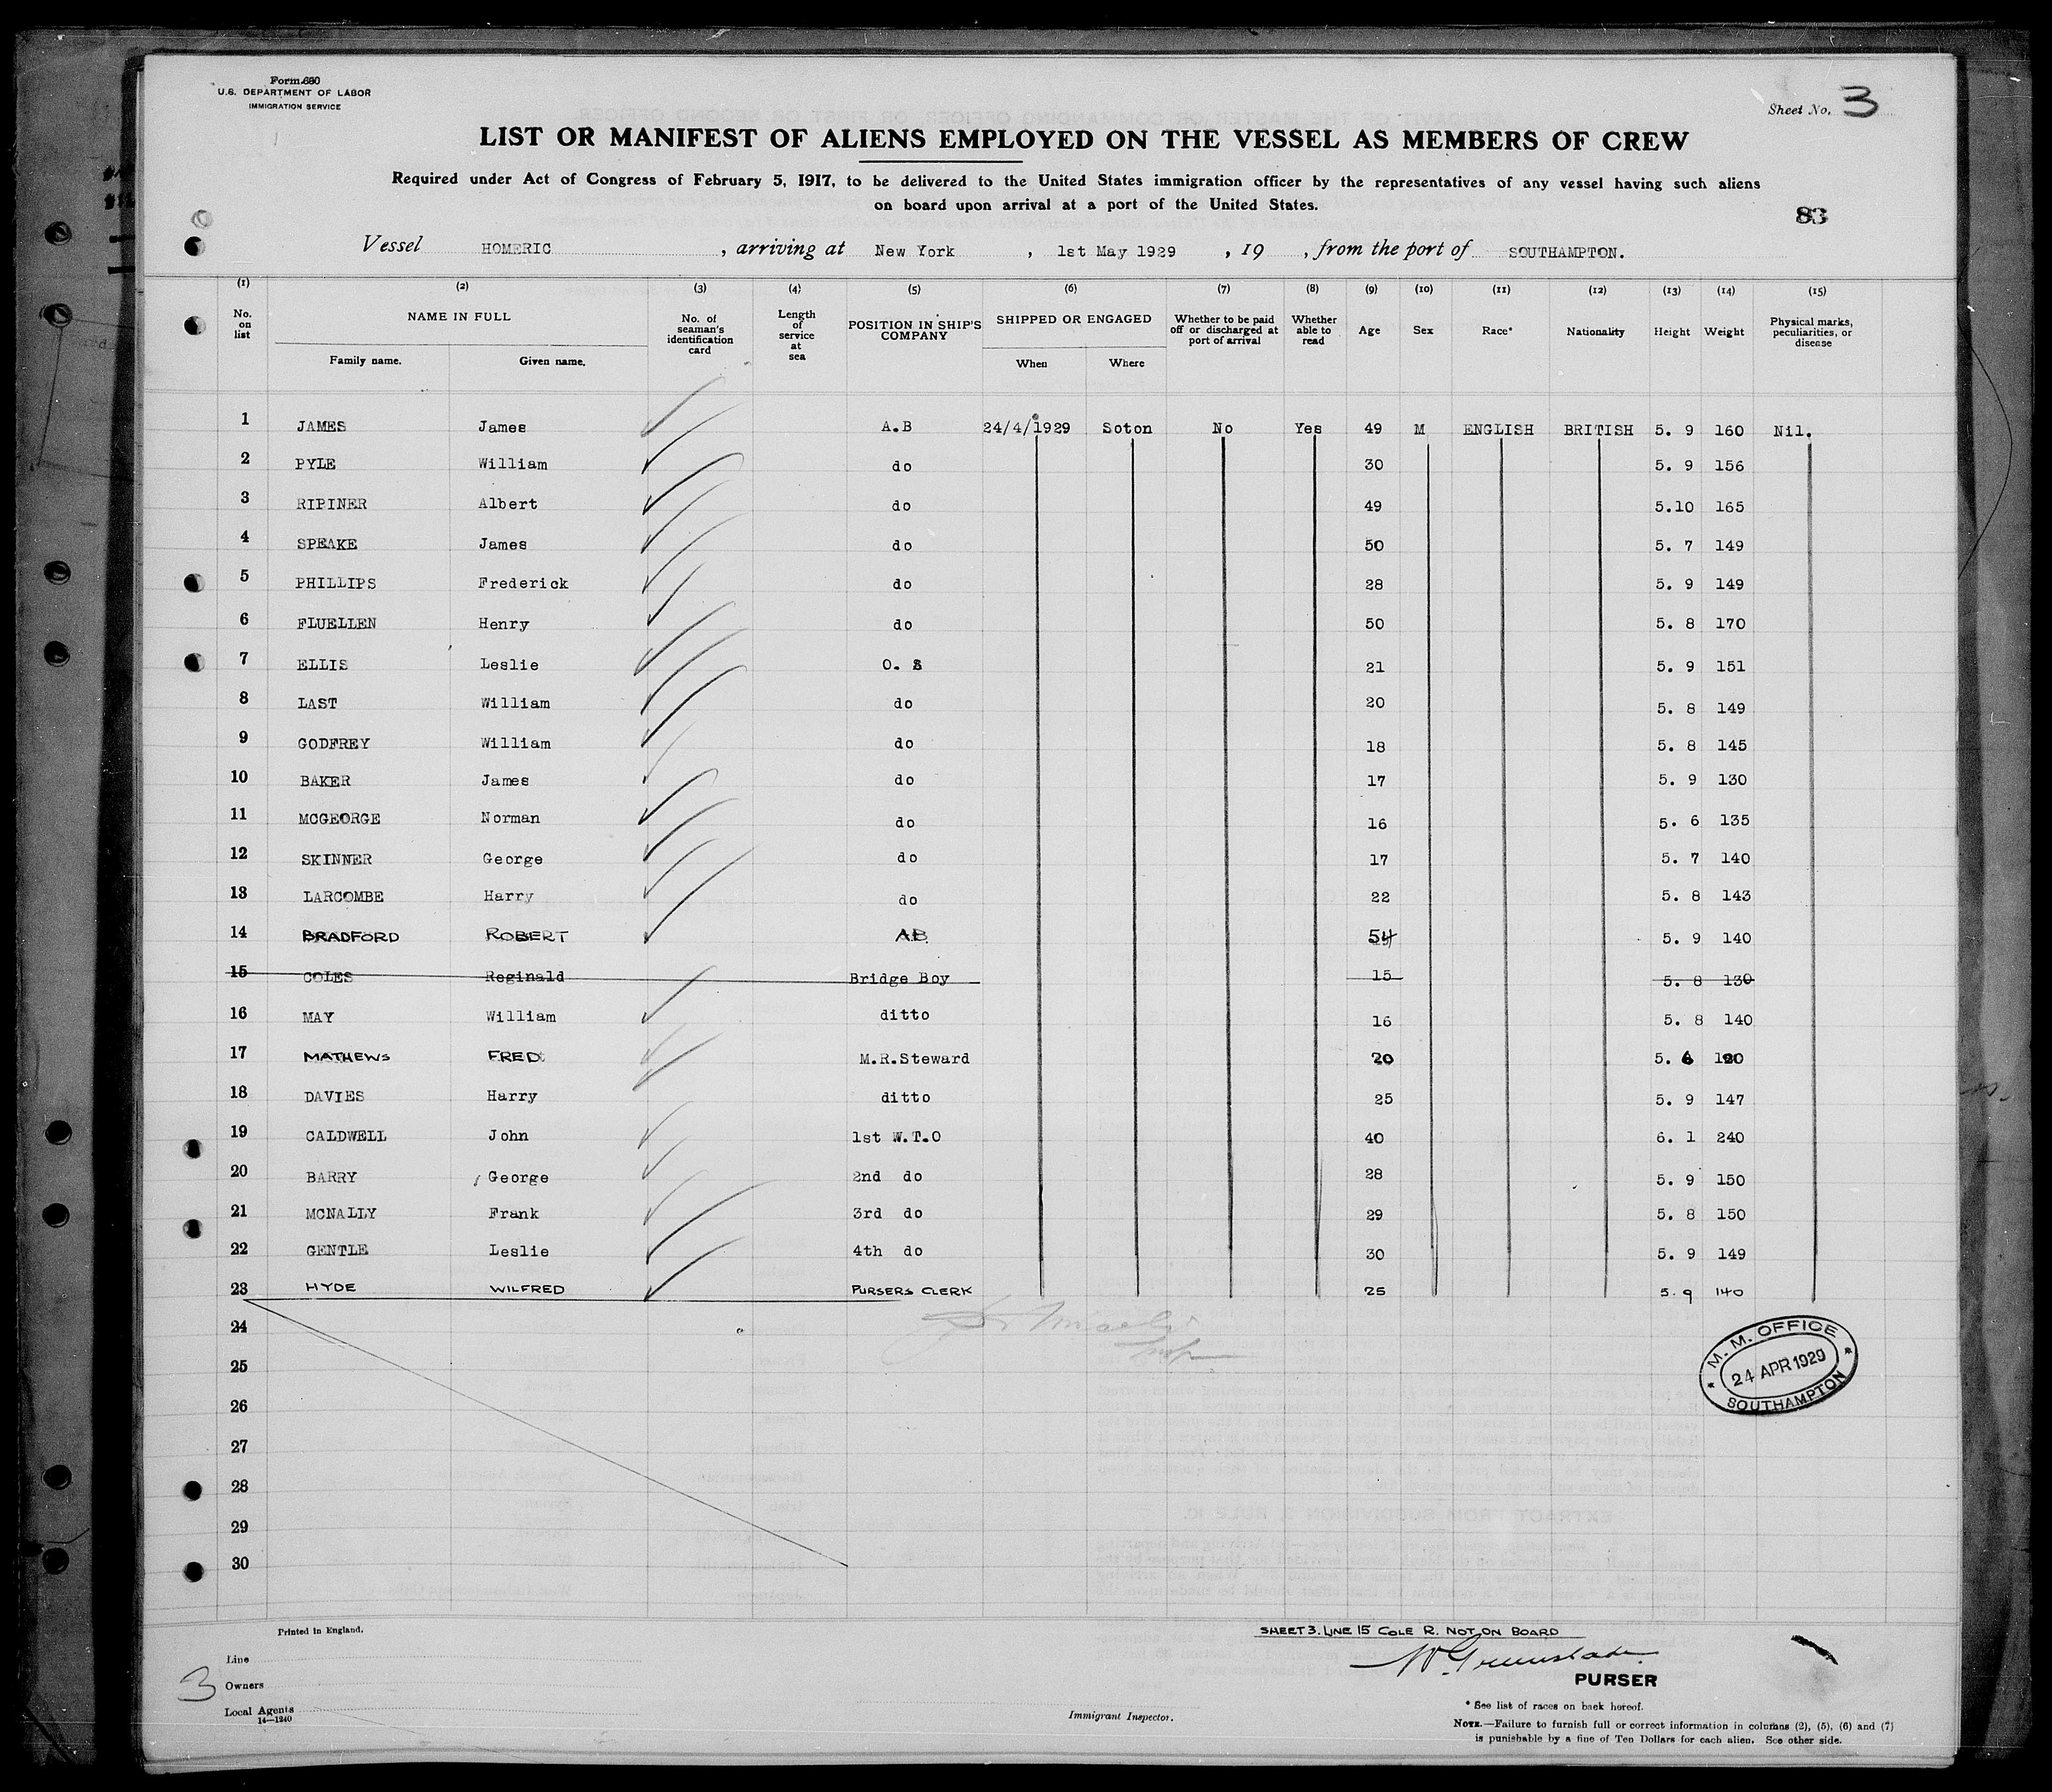 Form 680
U.S. DEPARTMENT OF LABOR
IMMIGRATION SERVICE
Sheet No. 3
LIST OR MANIFEST OF ALIENS EMPLOYED ON THE VESSEL AS MEMBERS OF CREW
Required under Act of Congress of February 5, 1917, to be delivered to the United States immigration officer by the representatives of any vessel having such aliens
on board upon arrival at a port of the United States.
83
Vessel HOMERIC, arriving at New York, 1st May 1929, 19 , from the port of SOUTHAMPTON.
(1) (2) (3) (4) (5) (6) (7) (8) (9) (10) (11) (12) (13) (14) (15)
No. on list
NAME IN FULL
Family name. Given name.
No. of seaman's identification card
Length of service at sea
POSITION IN SHIP'S COMPANY
SHIPPED OR ENGAGED
When Where
Whether to be paid off or discharged at port of arrival
Whether able to read
Age Sex Race* Nationality Height Weight
Physical marks, peculiarities, or disease
1 JAMES James A.B 24/4/1929 Soton No Yes 49 M ENGLISH BRITISH 5. 9 160 Nil.
2 PYLE William do 30 5. 9 156
3 RIPINER Albert do 49 5.10 165
4 SPEAKE James do 50 5. 7 149
5 PHILLIPS Frederick do 28 5. 9 149
6 FLUELLEN Henry do 50 5. 8 170
7 ELLIS Leslie O. S 21 5. 9 151
8 LAST William do 20 5. 8 149
9 GODFREY William do 18 5. 8 145
10 BAKER James do 17 5. 9 130
11 MCGEORGE Norman do 16 5. 6 135
12 SKINNER George do 17 5. 7 140
13 LARCOMBE Harry do 22 5. 8 143
14 BRADFORD ROBERT AB. 54 5. 9 140
15 COLES Reginald Bridge Boy 15 5. 8 130
16 MAY William ditto 16 5. 8 140
17 MATHEWS FRED M.R.Steward 20 5. 6 120
18 DAVIES Harry ditto 25 5. 9 147
19 CALDWELL John 1st W.T.O 40 6. 1 240
20 BARRY George 2nd do 28 5. 9 150
21 MCNALLY Frank 3rd do 29 5. 8 150
22 GENTLE Leslie 4th do 30 5. 9 149
23 HYDE WILFRED PURSERS CLERK 25 5. 9 140
24
25
26
27
28
29
30
M. M. OFFICE
24 APR 1929
SOUTHAMPTON
Printed in England.
SHEET 3. LINE 15 COLE R. NOT ON BOARD
Line
3
Owners
PURSER
Local Agents
14—1240
Immigrant Inspector.
* See list of races on back hereof.
NOTE.—Failure to furnish full or correct information in columns (2), (5), (6) and (7)
is punishable by a fine of Ten Dollars for each alien. See other side.